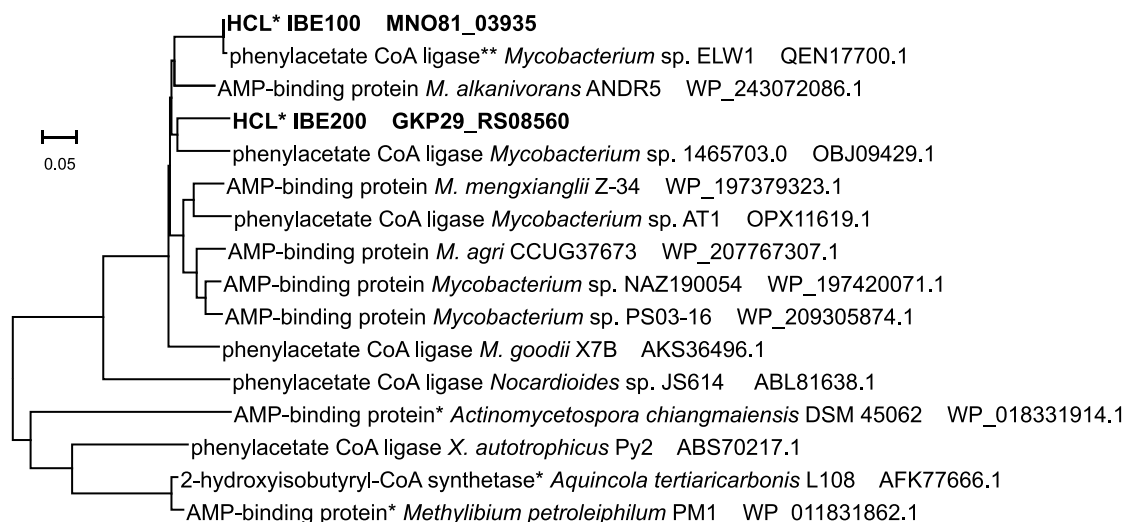 HCL* IBE100 MNO81_03935
phenylacetate CoA ligase** Mycobacterium sp. ELW1 QEN17700.1
AMP-binding protein M. alkanivorans ANDR5 WP_243072086.1
HCL* IBE200 GKP29_RS08560
0.05
phenylacetate CoA ligase Mycobacterium sp. 1465703.0 OBJ09429.1
AMP-binding protein M. mengxianglii Z-34 WP_197379323.1
phenylacetate CoA ligase Mycobacterium sp. AT1 OPX11619.1
AMP-binding protein M. agri CCUG37673 WP_207767307.1
AMP-binding protein Mycobacterium sp. NAZ190054 WP_197420071.1
AMP-binding protein Mycobacterium sp. PS03-16 WP_209305874.1
phenylacetate CoA ligase M. goodii X7B AKS36496.1
phenylacetate CoA ligase Nocardioides sp. JS614 ABL81638.1
AMP-binding protein* Actinomycetospora chiangmaiensis DSM 45062 WP_018331914.1
phenylacetate CoA ligase X. autotrophicus Py2 ABS70217.1
2-hydroxyisobutyryl-CoA synthetase* Aquincola tertiaricarbonis L108 AFK77666.1
AMP-binding protein* Methylibium petroleiphilum PM1 WP_011831862.1